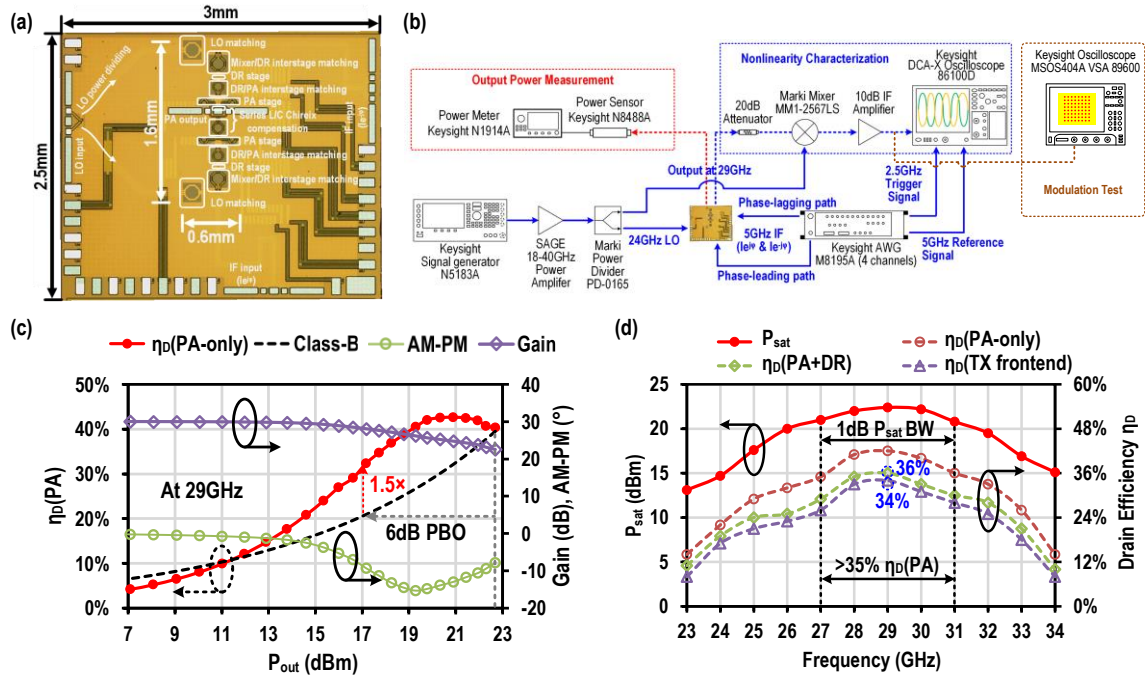 (a)
3mm
2.5mm
1.6mm
0.6mm
LO power dividing
LO input
LO matching
Mixer/DR interstage matching
DR stage
DR/PA interstage matching
PA stage
PA output
Series L/C Chireix
compensation
PA stage
DR/PA interstage matching
DR stage
Mixer/DR interstage matching
LO matching
IF input
(Ie^jφ)
IF input
(b)
Output Power Measurement
Power Meter
Keysight N1914A
Power Sensor
Keysight N8488A
Nonlinearity Characterization
20dB
Attenuator
Marki Mixer
MM1-2567LS
10dB IF
Amplifier
Keysight
DCA-X Oscilloscope
86100D
Keysight Oscilloscope
MSOS404A VSA 89600
Modulation Test
Output at 29GHz
2.5GHz
Trigger
Signal
Phase-lagging path
24GHz LO
5GHz IF
(Ie^jφ & Ie^-jφ)
Phase-leading path
Keysight AWG
M8195A (4 channels)
5GHz Reference
Signal
Keysight
Signal generator
N5183A
SAGE
18-40GHz
Power
Amplifer
Marki
Power
Divider
PD-0165
(c)
ηD(PA-only) Class-B AM-PM Gain
50%
40%
30%
20%
10%
0%
ηD(PA)
40
30
20
10
0
-10
-20
Gain (dB), AM-PM (°)
At 29GHz
1.5×
6dB PBO
7 9 11 13 15 17 19 21 23
Pout (dBm)
(d)
Psat ηD(PA-only)
ηD(PA+DR) ηD(TX frontend)
25
20
15
10
5
0
Psat (dBm)
60%
48%
36%
24%
12%
0%
Drain Efficiency ηD
1dB Psat BW
36%
34%
>35% ηD(PA)
23 24 25 26 27 28 29 30 31 32 33 34
Frequency (GHz)